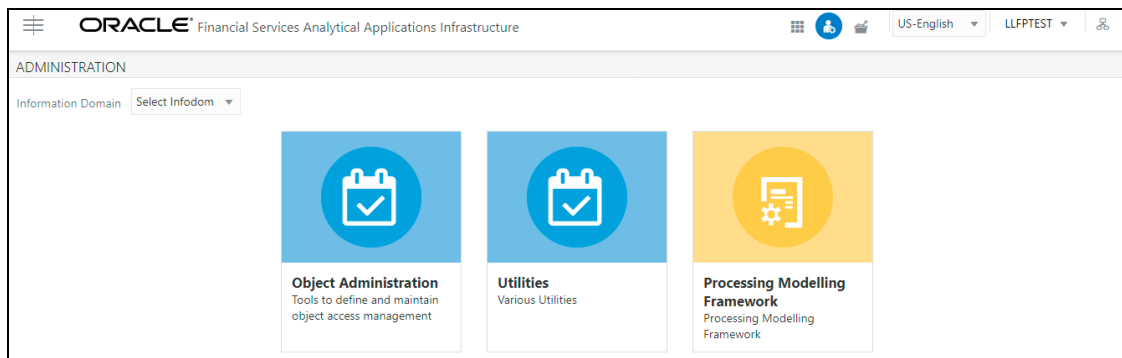 ORACLE® Financial Services Analytical Applications Infrastructure US-English LLFPTEST
ADMINISTRATION
Information Domain Select Infodom
Object Administration
Tools to define and maintain
object access management
Utilities
Various Utilities
Processing Modelling
Framework
Processing Modelling
Framework